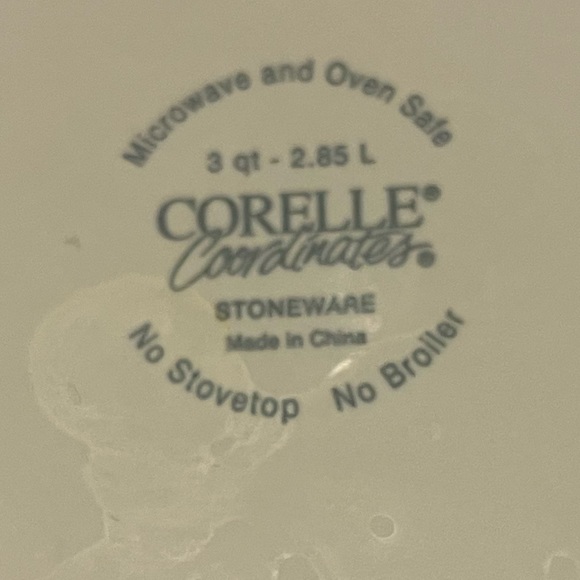 Microwave and Oven Safe
3 qt - 2.85 L
CORELLE®
Coordinates®
STONEWARE
Made in China
No Stovetop No Broiler